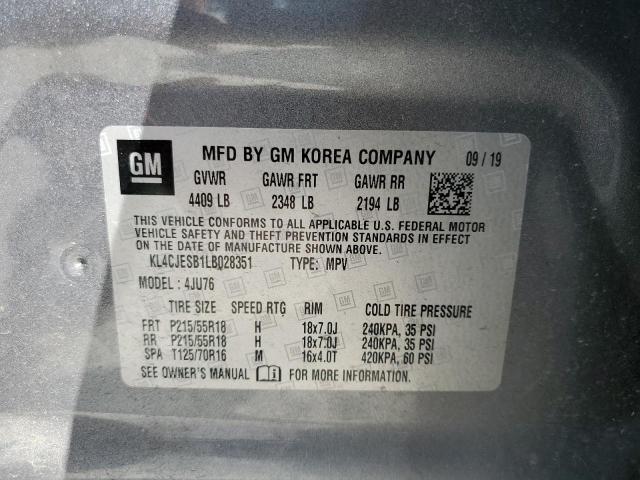 GM MFD BY GM KOREA COMPANY 09 / 19
GVWR GAWR FRT GAWR RR
4409 LB 2348 LB 2194 LB
THIS VEHICLE CONFORMS TO ALL APPLICABLE U.S. FEDERAL MOTOR
VEHICLE SAFETY AND THEFT PREVENTION STANDARDS IN EFFECT
ON THE DATE OF MANUFACTURE SHOWN ABOVE.
KL4CJESB1LB028351 TYPE: MPV
MODEL : 4JU76
TIRE SIZE SPEED RTG RIM COLD TIRE PRESSURE
FRT P215/55R18 H 18x7.0J 240KPA, 35 PSI
RR P215/55R18 H 18x7.0J 240KPA, 35 PSI
SPA T125/70R16 M 16x4.0T 420KPA, 60 PSI
SEE OWNER'S MANUAL FOR MORE INFORMATION.